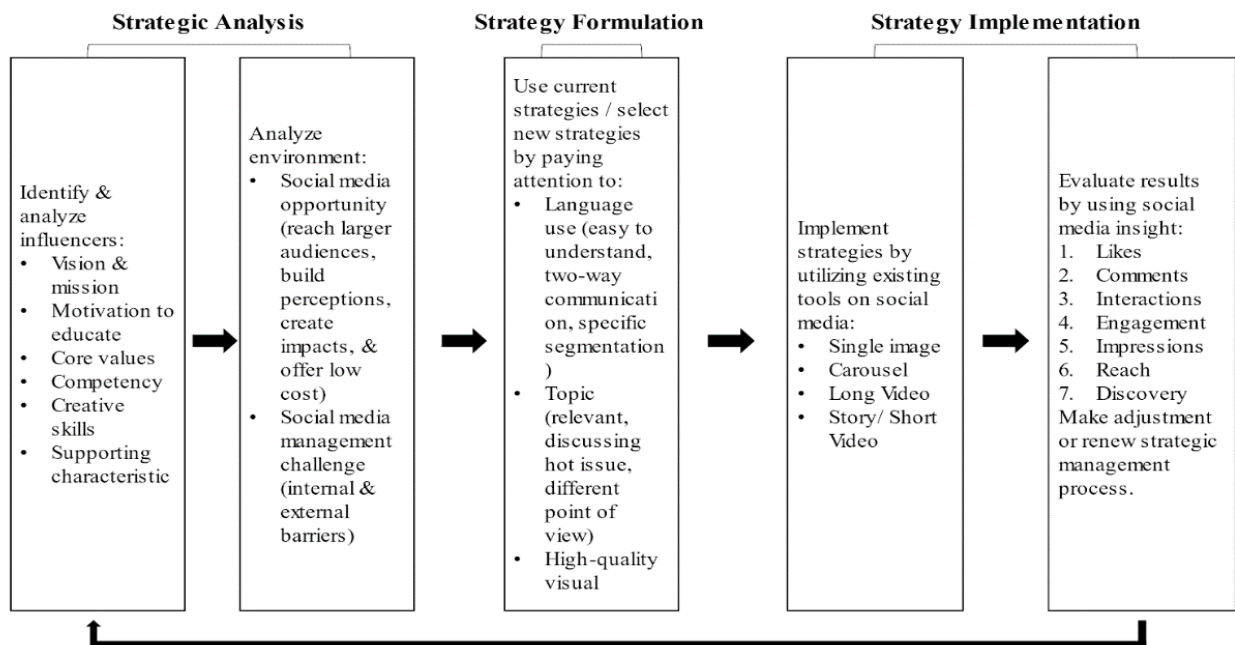 Strategic Analysis
Strategy Formulation
Strategy Implementation
Identify &
analyze
influencers:
• Vision &
mission
• Motivation to
educate
• Core values
• Competency
• Creative
skills
• Supporting
characteristic
Analyze
environment:
• Social media
opportunity
(reach larger
audiences,
build
perceptions,
create
impacts, &
offer low
cost)
• Social media
management
challenge
(internal &
external
barriers)
Use current
strategies / select
new strategies
by paying
attention to:
• Language
use (easy to
understand,
two-way
communicati
on, specific
segmentation
)
• Topic
(relevant,
discussing
hot issue,
different
point of
view)
• High-quality
visual
Implement
strategies by
utilizing existing
tools on social
media:
• Single image
• Carousel
• Long Video
• Story/ Short
Video
Evaluate results
by using social
media insight:
1. Likes
2. Comments
3. Interactions
4. Engagement
5. Impressions
6. Reach
7. Discovery
Make adjustment
or renew strategic
management
process.